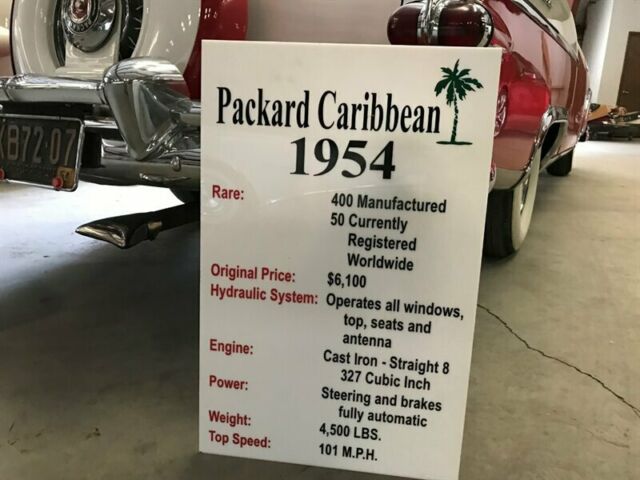 Packard Caribbean
1954
Rare: 400 Manufactured
50 Currently
Registered
Worldwide
Original Price: $6,100
Hydraulic System: Operates all windows,
top, seats and
antenna
Engine: Cast Iron - Straight 8
327 Cubic Inch
Power: Steering and brakes
fully automatic
Weight: 4,500 LBS.
Top Speed: 101 M.P.H.
B72 07